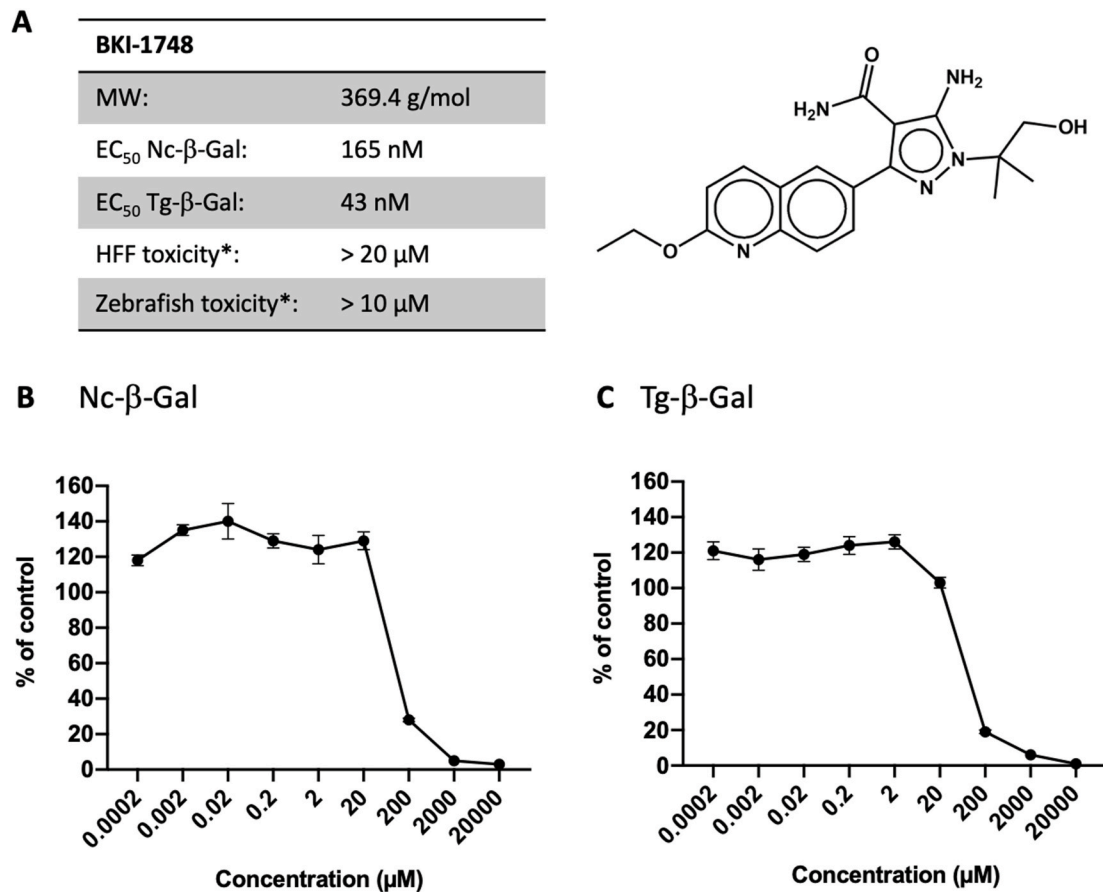 A
BKI-1748
MW: 369.4 g/mol
EC50 Nc-β-Gal: 165 nM
EC50 Tg-β-Gal: 43 nM
HFF toxicity*: > 20 μM
Zebrafish toxicity*: > 10 μM
O
NH2
H2N
OH
N
N
O
N
B Nc-β-Gal
160
140
120
100
80
60
40
20
0
% of control
0.0002 0.002 0.02 0.2 2 20 200 2000 20000
Concentration (μM)
C Tg-β-Gal
160
140
120
100
80
60
40
20
0
% of control
0.0002 0.002 0.02 0.2 2 20 200 2000 20000
Concentration (μM)